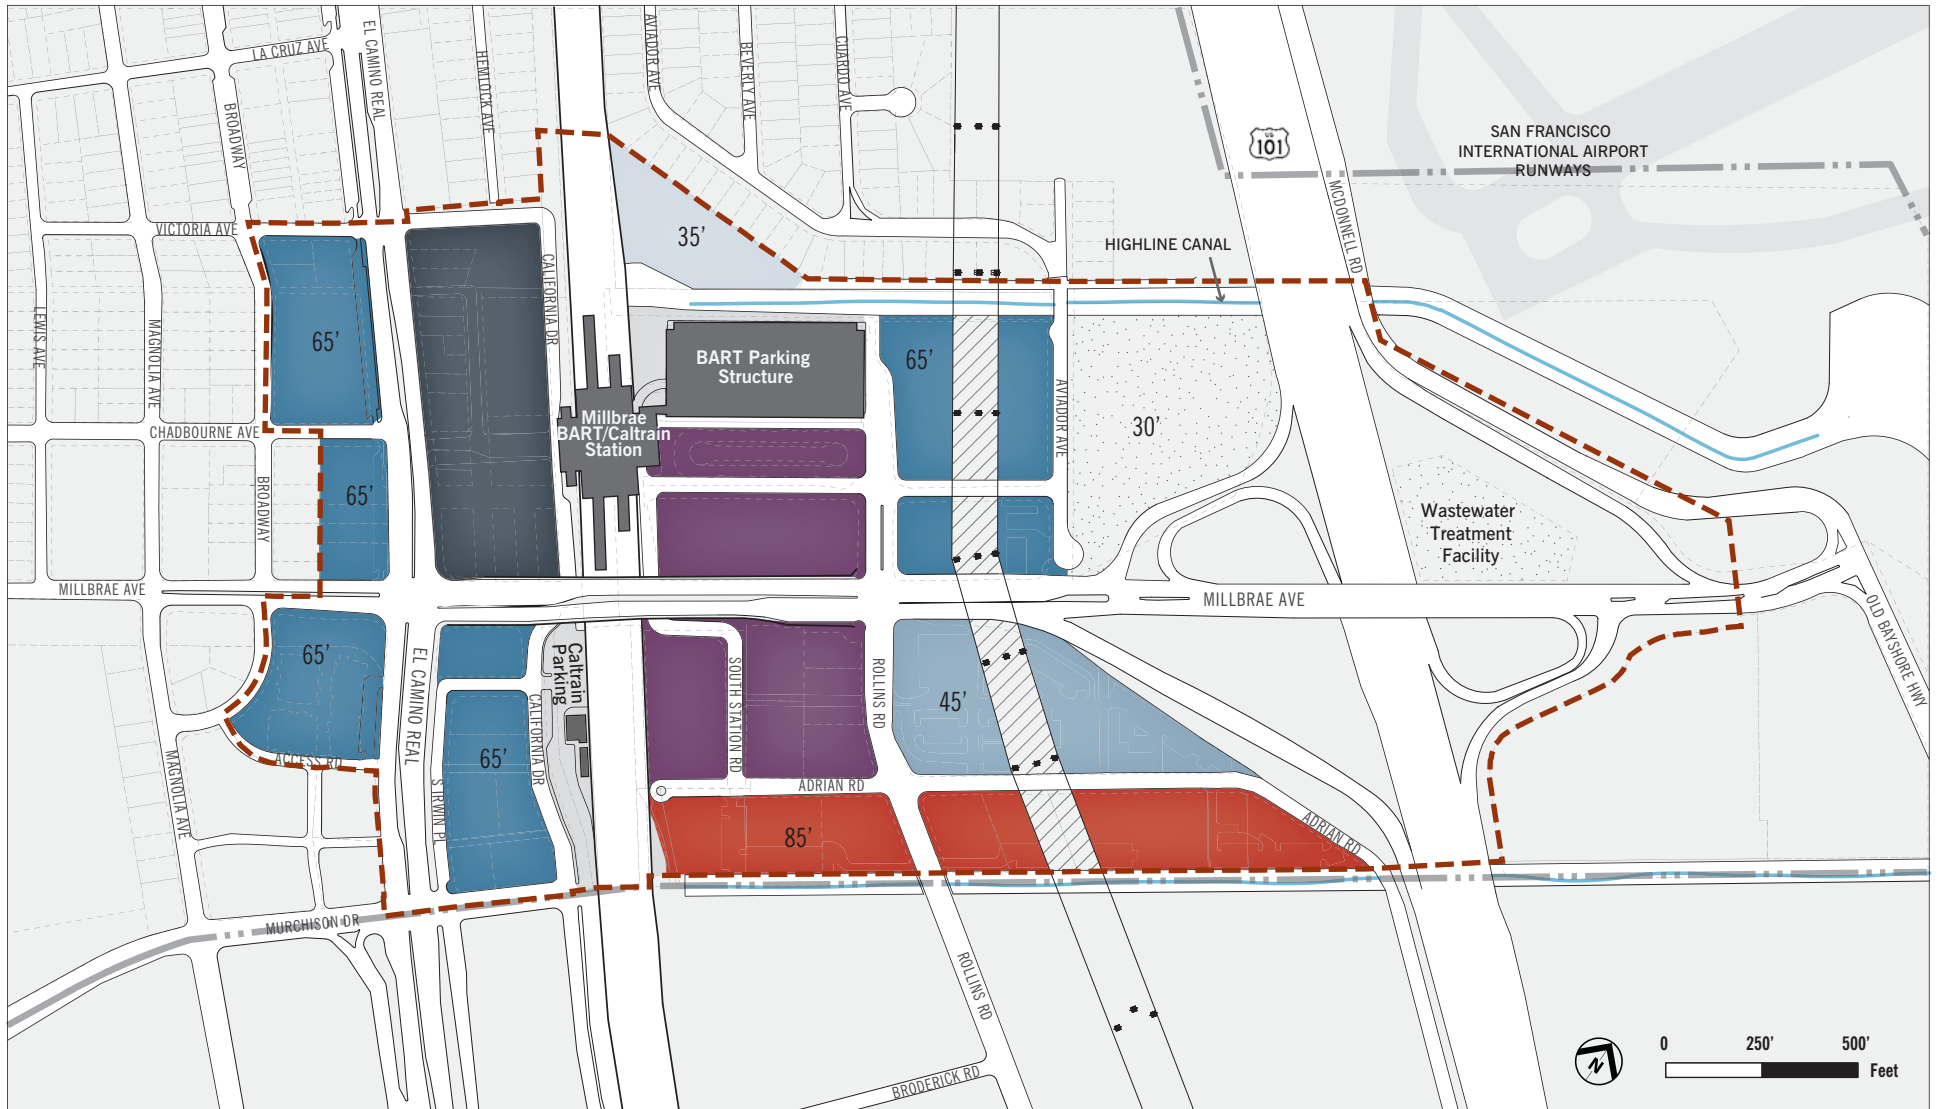 LA CRUZ AVE
EL CAMINO REAL
HEMLOCK AVE
BROADWAY
AVIADOR AVE
BEVERLY AVE
CUARDO AVE
US
101
SAN FRANCISCO
INTERNATIONAL AIRPORT
RUNWAYS
MCDONNELL RD
VICTORIA AVE
35'
HIGHLINE CANAL
CALIFORNIA DR
LEWIS AVE
MAGNOLIA AVE
65'
BART Parking
Structure
65'
AVIADOR AVE
30'
CHADBOURNE AVE
Millbrae
BART/Caltrain
Station
BROADWAY
65'
Wastewater
Treatment
Facility
MILLBRAE AVE
MILLBRAE AVE
OLD BAYSHORE HWY
65'
EL CAMINO REAL
Caltrain
Parking
SOUTH STATION RD
ROLLINS RD
45'
CALIFORNIA DR
65'
ACCESS RD
MAGNOLIA AVE
S IRWIN PL
ADRIAN RD
85'
ADRIAN RD
MURCHISON DR
ROLLINS RD
BRODERICK RD
N
0
250'
500'
Feet